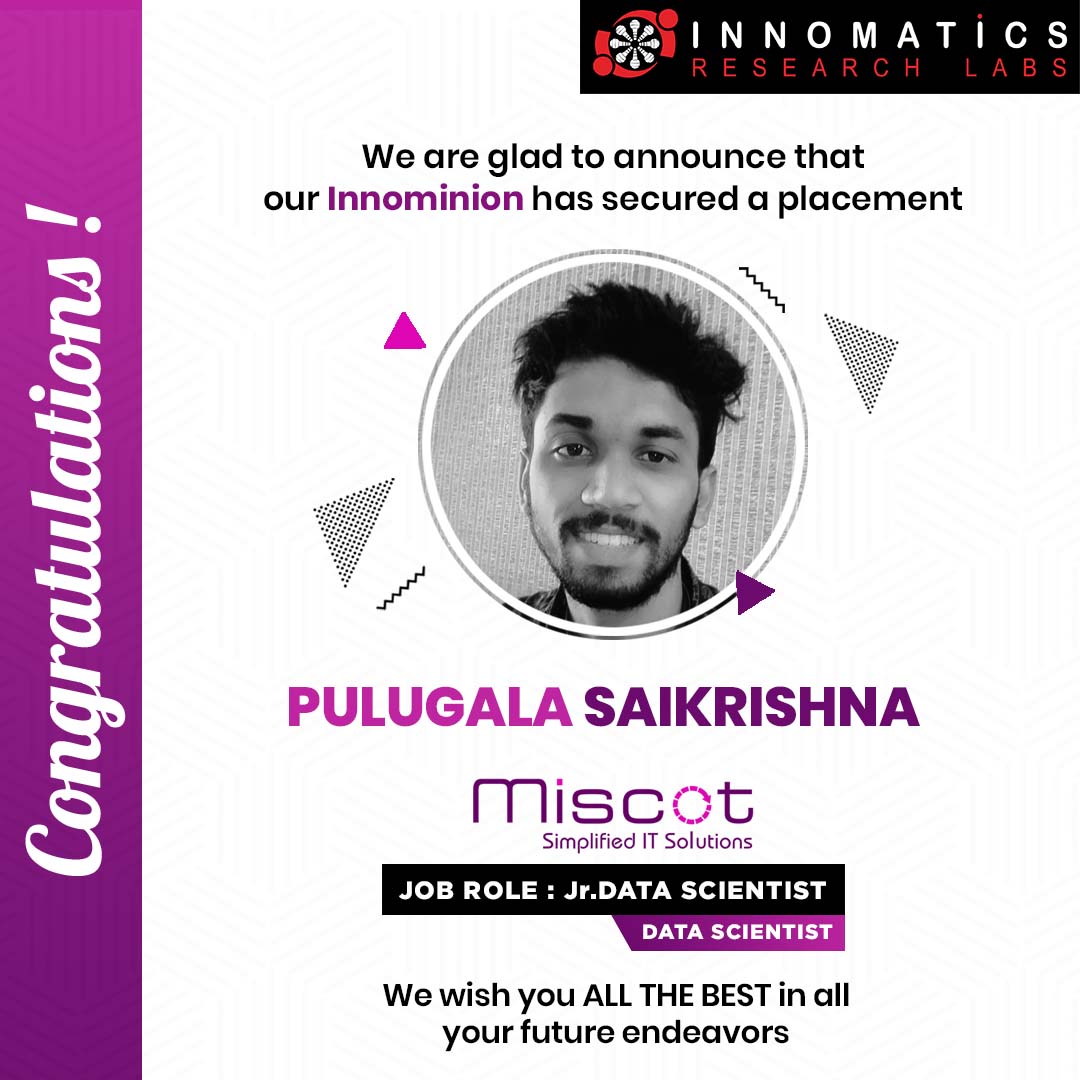 INNOMATICS
RESEARCH LABS
Congratulations !
We are glad to announce that
our Innominion has secured a placement
PULUGALA SAIKRISHNA
Miscot
Simplified IT Solutions
JOB ROLE : Jr.DATA SCIENTIST
DATA SCIENTIST
We wish you ALL THE BEST in all
your future endeavors